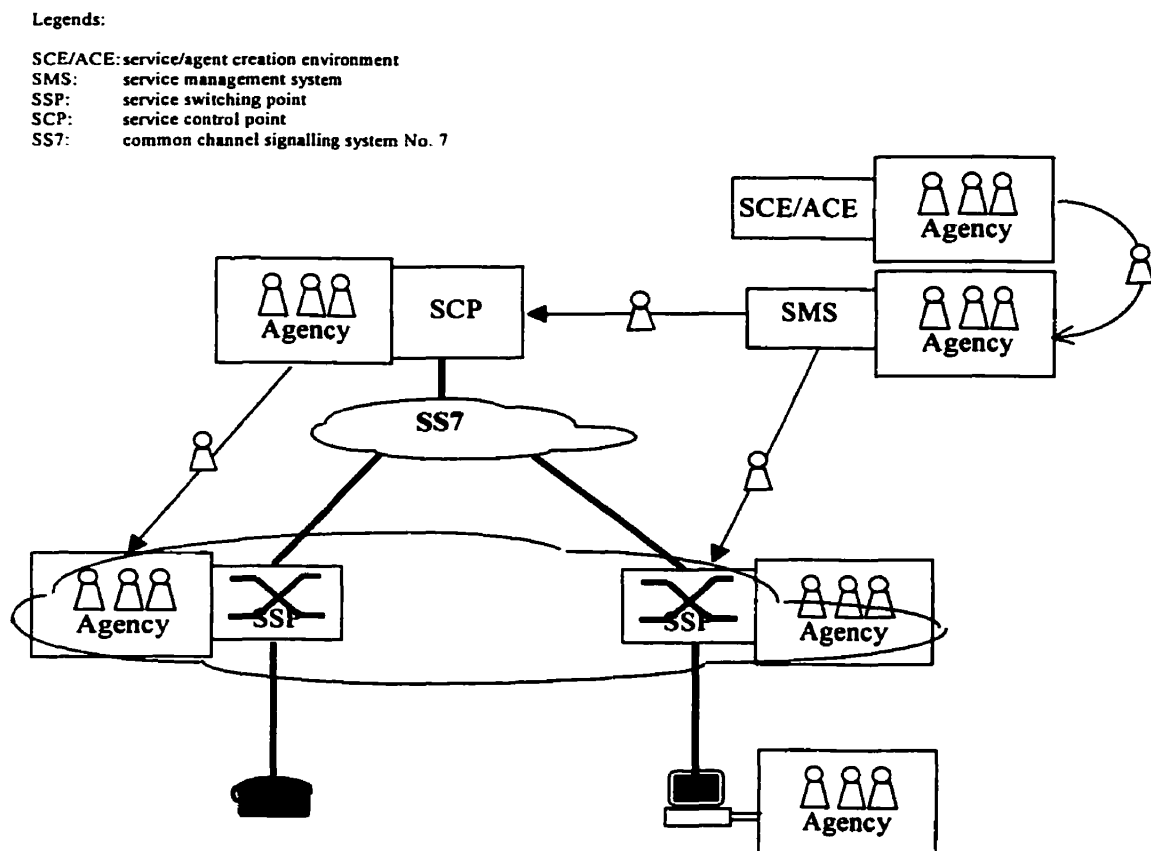 Legends:
SCE/ACE: service/agent creation environment
SMS: service management system
SSP: service switching point
SCP: service control point
SS7: common channel signalling system No. 7
SCE/ACE
Agency
SCP
Agency
SMS
Agency
SS7
Agency
SSP
SSP
Agency
Agency